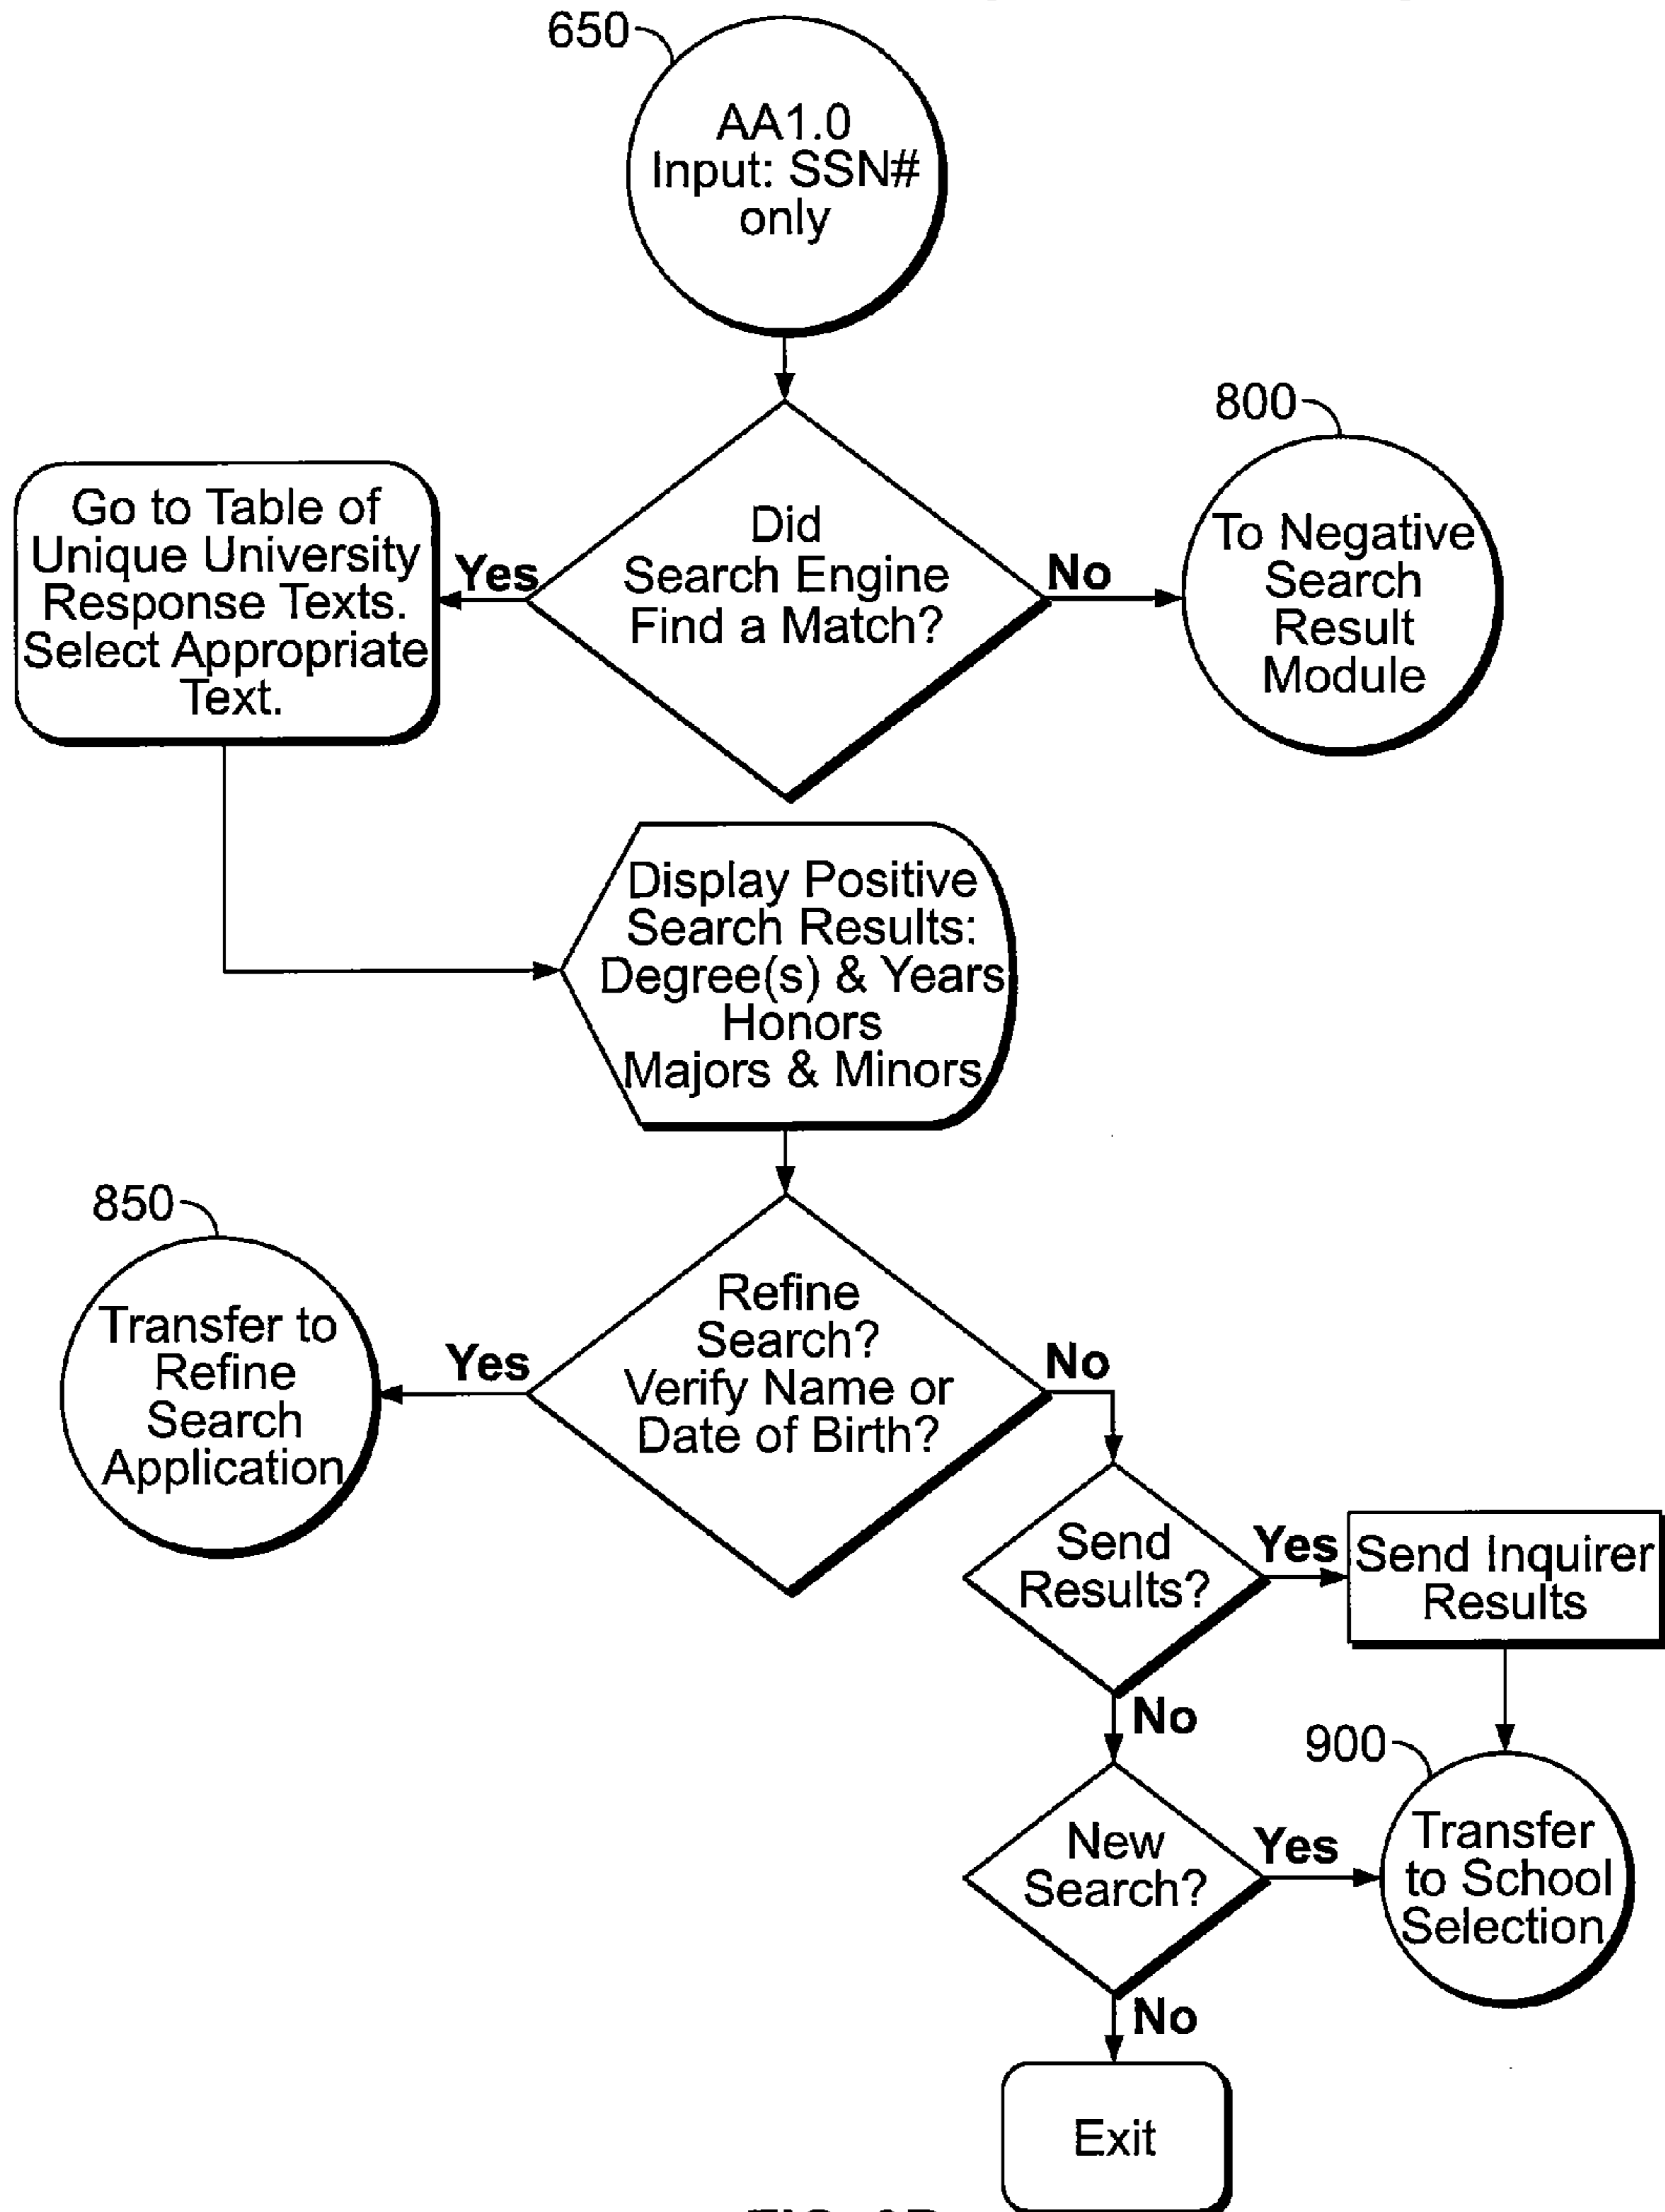 650
AA1.0
Input: SSN#
only
800
Go to Table of
Unique University
Response Texts.
Select Appropriate
Text.
Yes
Did
Search Engine
Find a Match?
No
To Negative
Search
Result
Module
Display Positive
Search Results:
Degree(s) & Years
Honors
Majors & Minors
850
Transfer to
Refine
Search
Application
Yes
Refine
Search?
Verify Name or
Date of Birth?
No
Send
Results?
Yes
Send Inquirer
Results
No
900
New
Search?
Yes
Transfer
to School
Selection
No
Exit